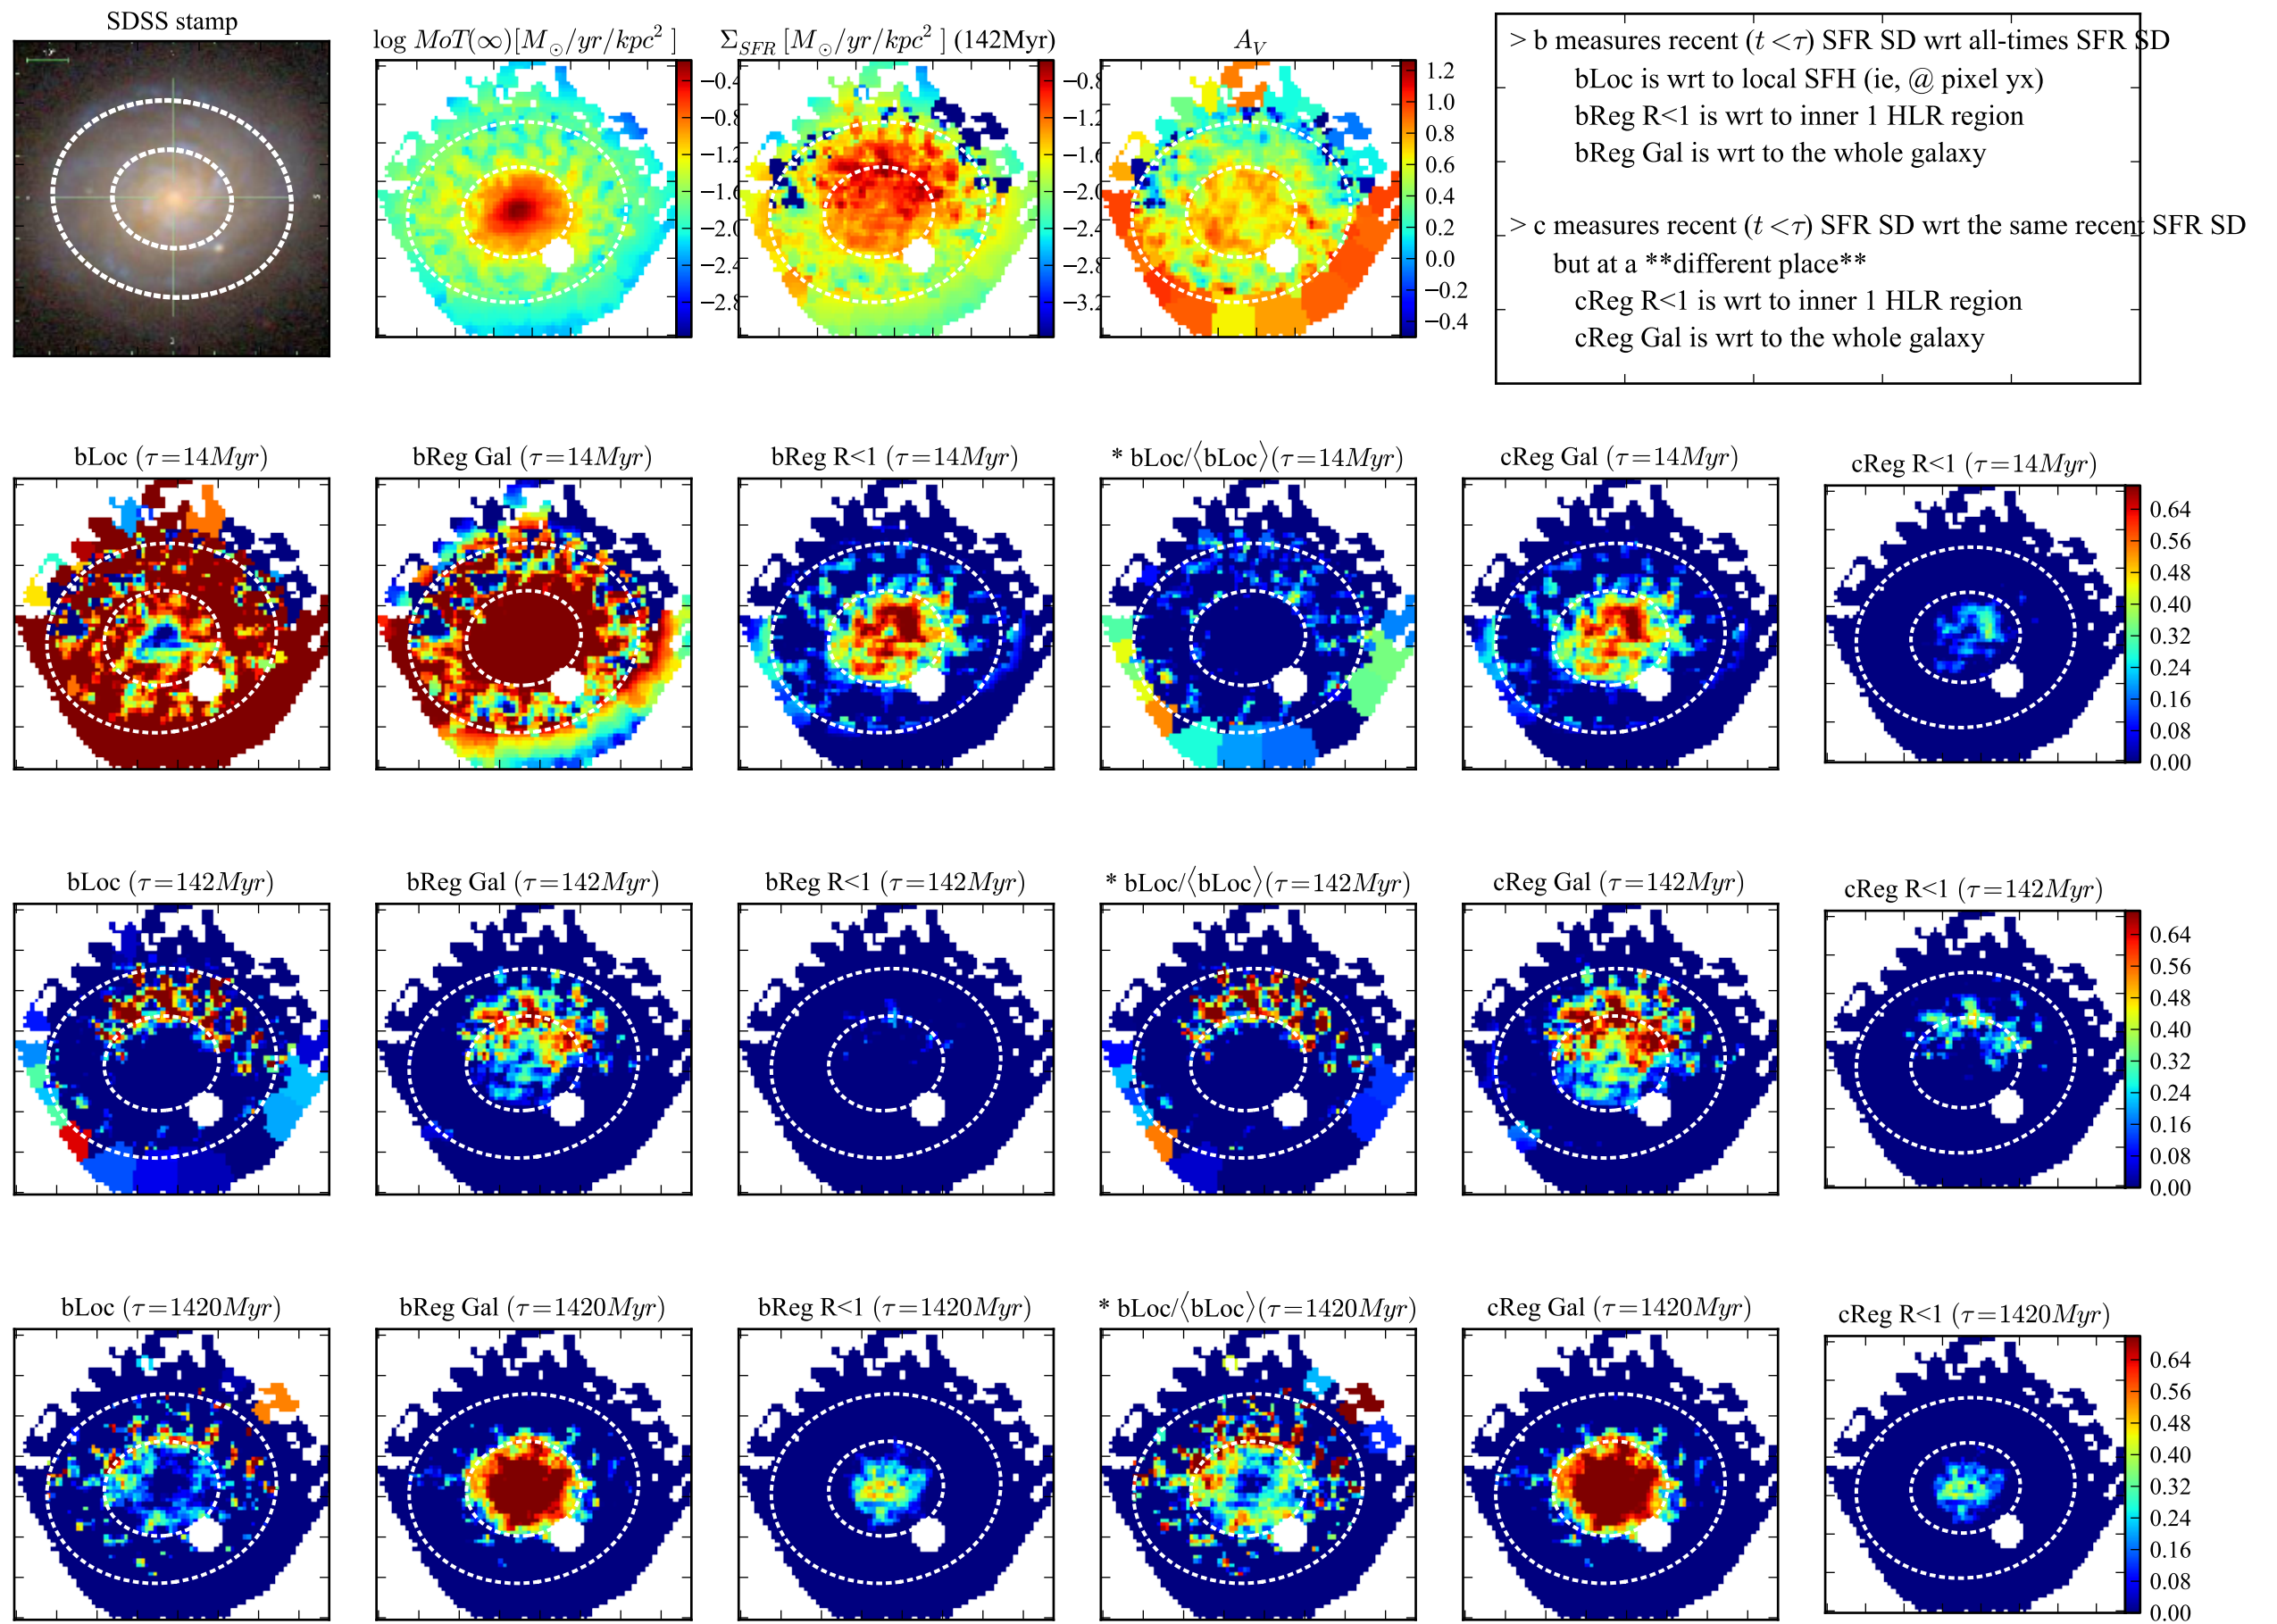 SDSS stamp
log MoT(∞)[M⊙/yr/kpc² ]
Σ_SFR [M⊙/yr/kpc² ] (142Myr)
A_V
−0.4
−0.8
−1.2
−1.6
−2.0
−2.4
−2.8
−0.8
−1.2
−1.6
−2.0
−2.4
−2.8
−3.2
1.2
1.0
0.8
0.6
0.4
0.2
0.0
−0.2
−0.4
> b measures recent (t <τ) SFR SD wrt all-times SFR SD
bLoc is wrt to local SFH (ie, @ pixel yx)
bReg R<1 is wrt to inner 1 HLR region
bReg Gal is wrt to the whole galaxy
> c measures recent (t <τ) SFR SD wrt the same recent SFR SD
but at a **different place**
cReg R<1 is wrt to inner 1 HLR region
cReg Gal is wrt to the whole galaxy
bLoc (τ=14Myr)
bReg Gal (τ=14Myr)
bReg R<1 (τ=14Myr)
* bLoc/⟨bLoc⟩(τ=14Myr)
cReg Gal (τ=14Myr)
cReg R<1 (τ=14Myr)
0.64
0.56
0.48
0.40
0.32
0.24
0.16
0.08
0.00
bLoc (τ=142Myr)
bReg Gal (τ=142Myr)
bReg R<1 (τ=142Myr)
* bLoc/⟨bLoc⟩(τ=142Myr)
cReg Gal (τ=142Myr)
cReg R<1 (τ=142Myr)
0.64
0.56
0.48
0.40
0.32
0.24
0.16
0.08
0.00
bLoc (τ=1420Myr)
bReg Gal (τ=1420Myr)
bReg R<1 (τ=1420Myr)
* bLoc/⟨bLoc⟩(τ=1420Myr)
cReg Gal (τ=1420Myr)
cReg R<1 (τ=1420Myr)
0.64
0.56
0.48
0.40
0.32
0.24
0.16
0.08
0.00